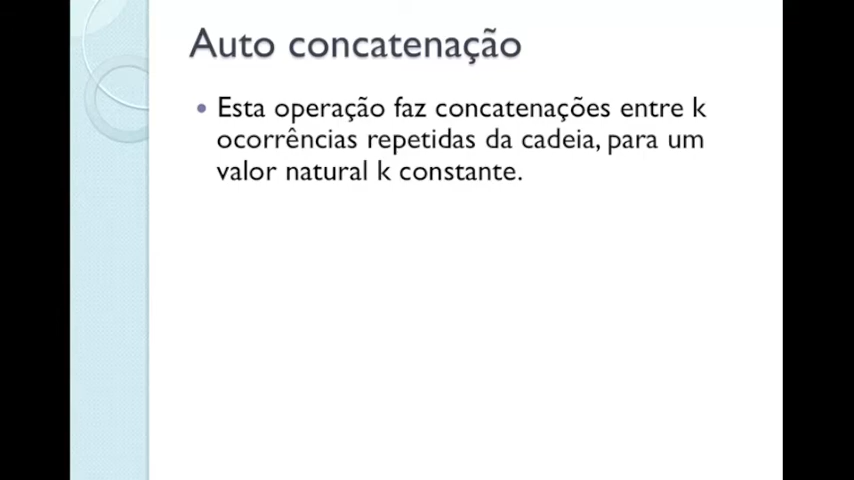 Auto concatenação
• Esta operação faz concatenações entre k
ocorrências repetidas da cadeia, para um
valor natural k constante.